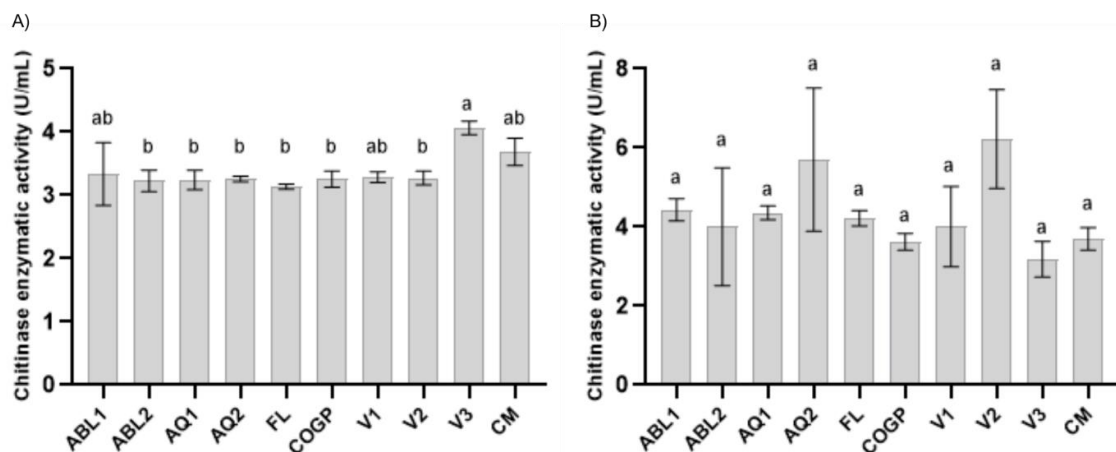 A)
Chitinase enzymatic activity (U/mL)
5
4
3
2
1
0
ab b b b b b ab b a ab
ABL1 ABL2 AQ1 AQ2 FL COGP V1 V2 V3 CM
B)
Chitinase enzymatic activity (U/mL)
8
6
4
2
0
a a a a a a a a a a
ABL1 ABL2 AQ1 AQ2 FL COGP V1 V2 V3 CM